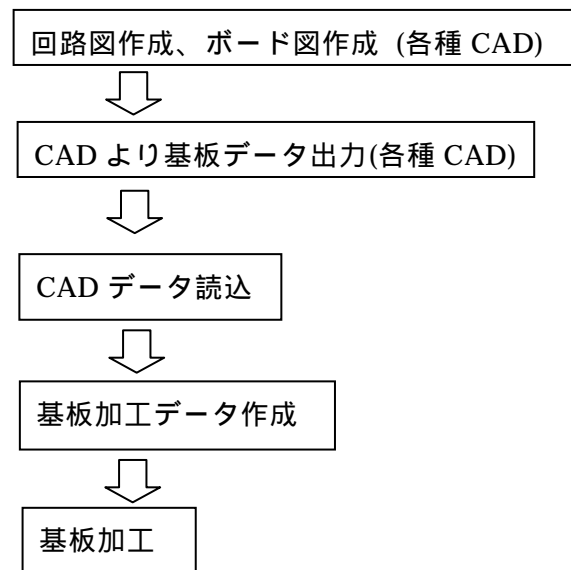 回路図作成、ボード図作成 (各種 CAD)
CAD より基板データ出力(各種 CAD)
CAD データ読込
基板加工データ作成
基板加工